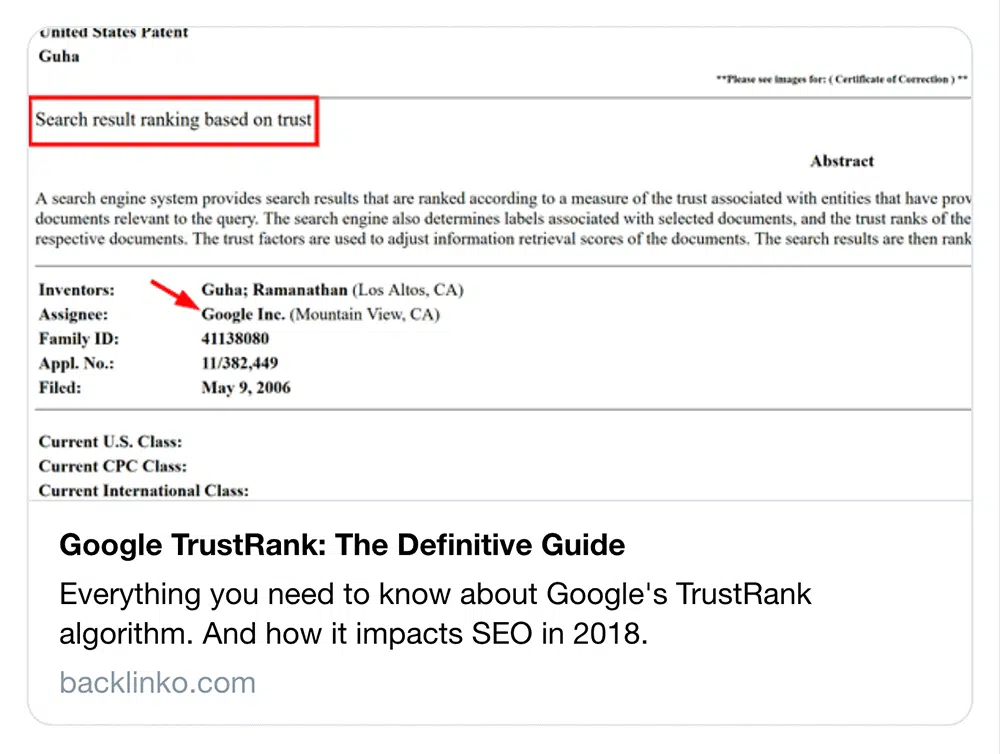 United States Patent
Guha
**Please see images for: ( Certificate of Correction ) **
Search result ranking based on trust
Abstract
A search engine system provides search results that are ranked according to a measure of the trust associated with entities that have prov
documents relevant to the query. The search engine also determines labels associated with selected documents, and the trust ranks of the
respective documents. The trust factors are used to adjust information retrieval scores of the documents. The search results are then rank
Inventors: Guha; Ramanathan (Los Altos, CA)
Assignee: Google Inc. (Mountain View, CA)
Family ID: 41138080
Appl. No.: 11/382,449
Filed: May 9, 2006
Current U.S. Class:
Current CPC Class:
Current International Class:
Google TrustRank: The Definitive Guide
Everything you need to know about Google's TrustRank
algorithm. And how it impacts SEO in 2018.
backlinko.com